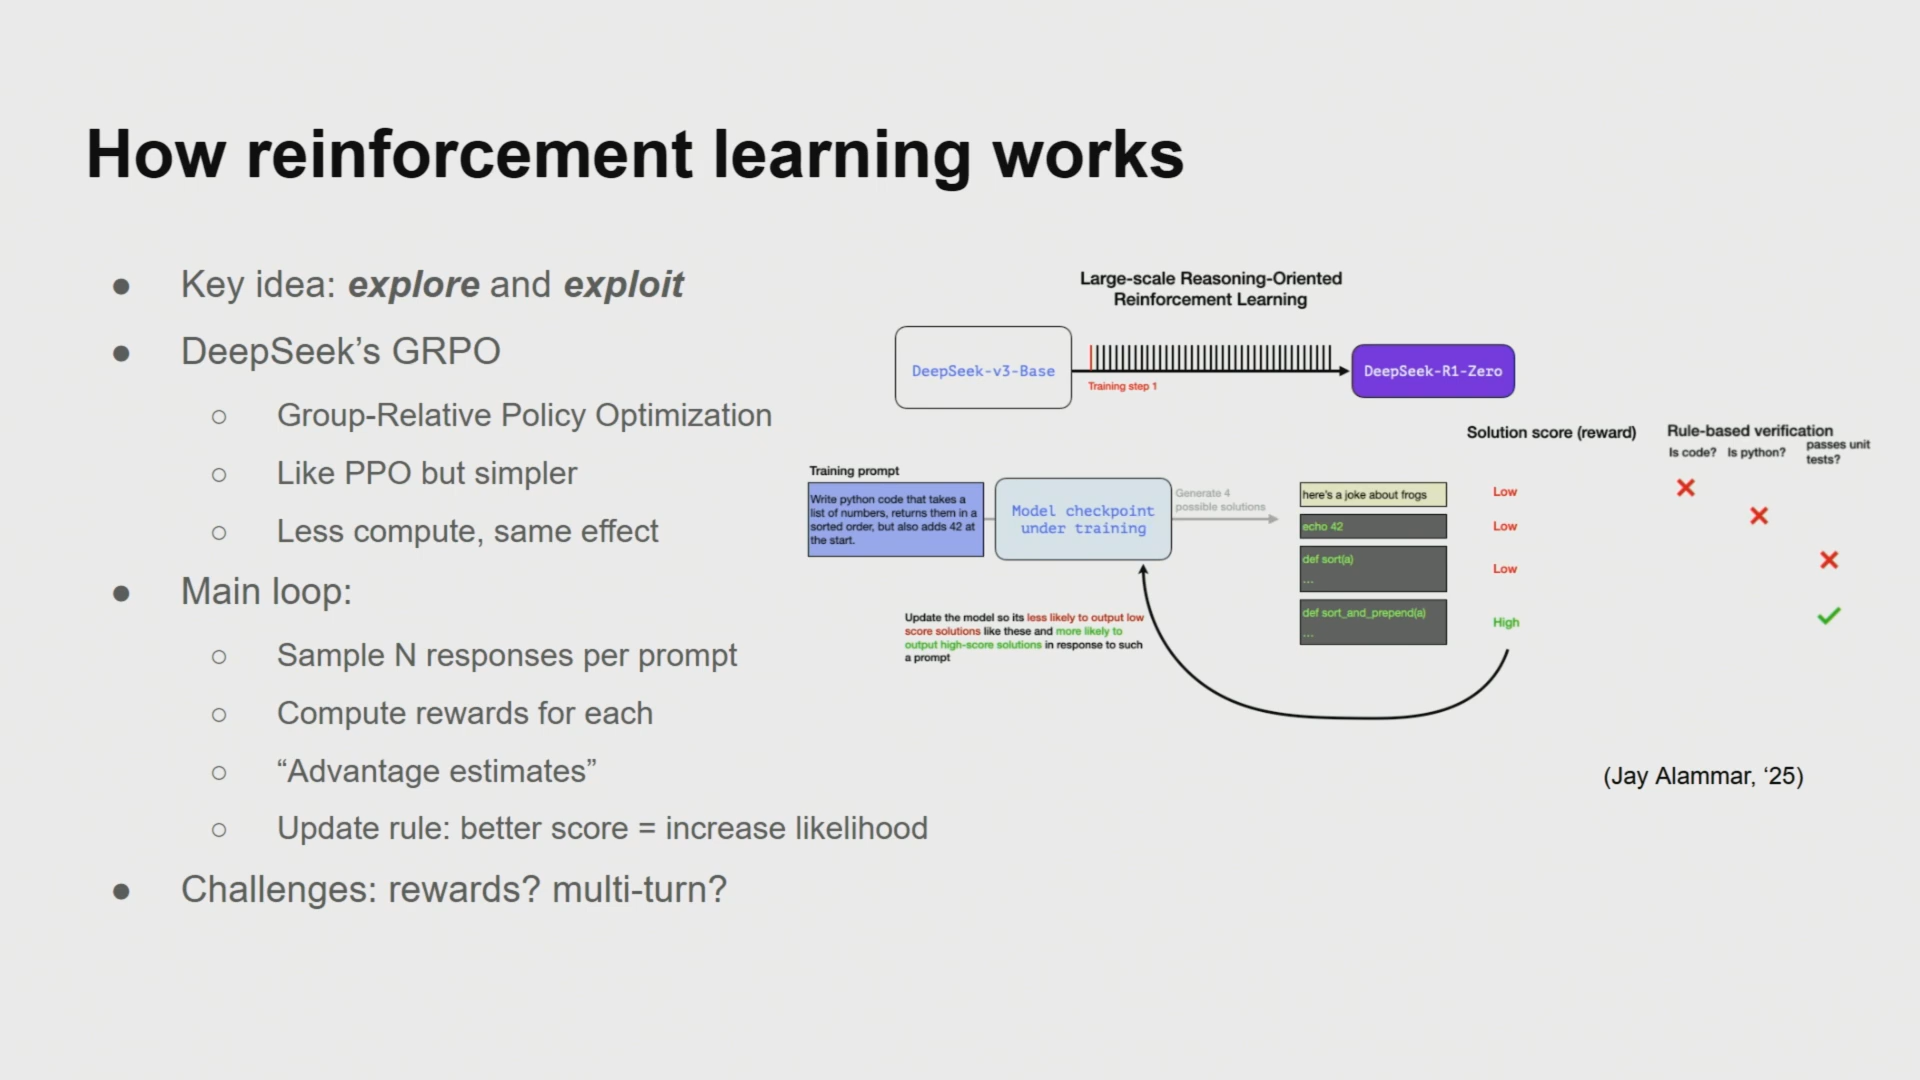 How reinforcement learning works
● Key idea: explore and exploit
● DeepSeek’s GRPO
○ Group-Relative Policy Optimization
○ Like PPO but simpler
○ Less compute, same effect
● Main loop:
○ Sample N responses per prompt
○ Compute rewards for each
○ “Advantage estimates”
○ Update rule: better score = increase likelihood
● Challenges: rewards? multi-turn?
Large-scale Reasoning-Oriented
Reinforcement Learning
DeepSeek-v3-Base
Training step 1
DeepSeek-R1-Zero
Training prompt
Write python code that takes a
list of numbers, returns them in a
sorted order, but also adds 42 at
the start.
Model checkpoint
under training
Generate 4
possible solutions
Solution score (reward)
Rule-based verification
Is code? Is python? passes unit
tests?
here's a joke about frogs
Low
echo 42
Low
def sort(a)
...
Low
def sort_and_prepend(a)
...
High
Update the model so its less likely to output low
score solutions like these and more likely to
output high-score solutions in response to such
a prompt
(Jay Alammar, ‘25)